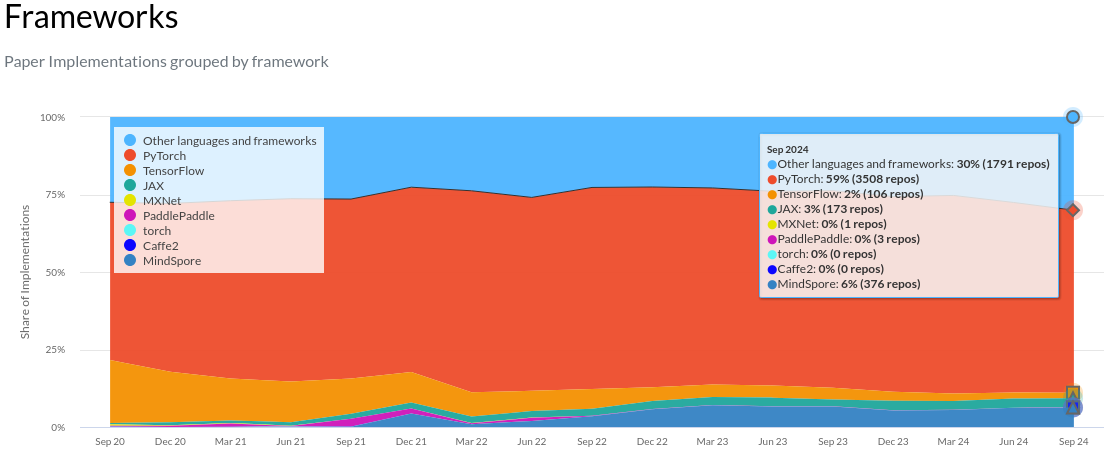 Frameworks
Paper Implementations grouped by framework
Share of Implementations
100%
75%
50%
25%
0%
Other languages and frameworks
PyTorch
TensorFlow
JAX
MXNet
PaddlePaddle
torch
Caffe2
MindSpore
Sep 2024
Other languages and frameworks: 30% (1791 repos)
PyTorch: 59% (3508 repos)
TensorFlow: 2% (106 repos)
JAX: 3% (173 repos)
MXNet: 0% (1 repos)
PaddlePaddle: 0% (3 repos)
torch: 0% (0 repos)
Caffe2: 0% (0 repos)
MindSpore: 6% (376 repos)
Sep 20 Dec 20 Mar 21 Jun 21 Sep 21 Dec 21 Mar 22 Jun 22 Sep 22 Dec 22 Mar 23 Jun 23 Sep 23 Dec 23 Mar 24 Jun 24 Sep 24